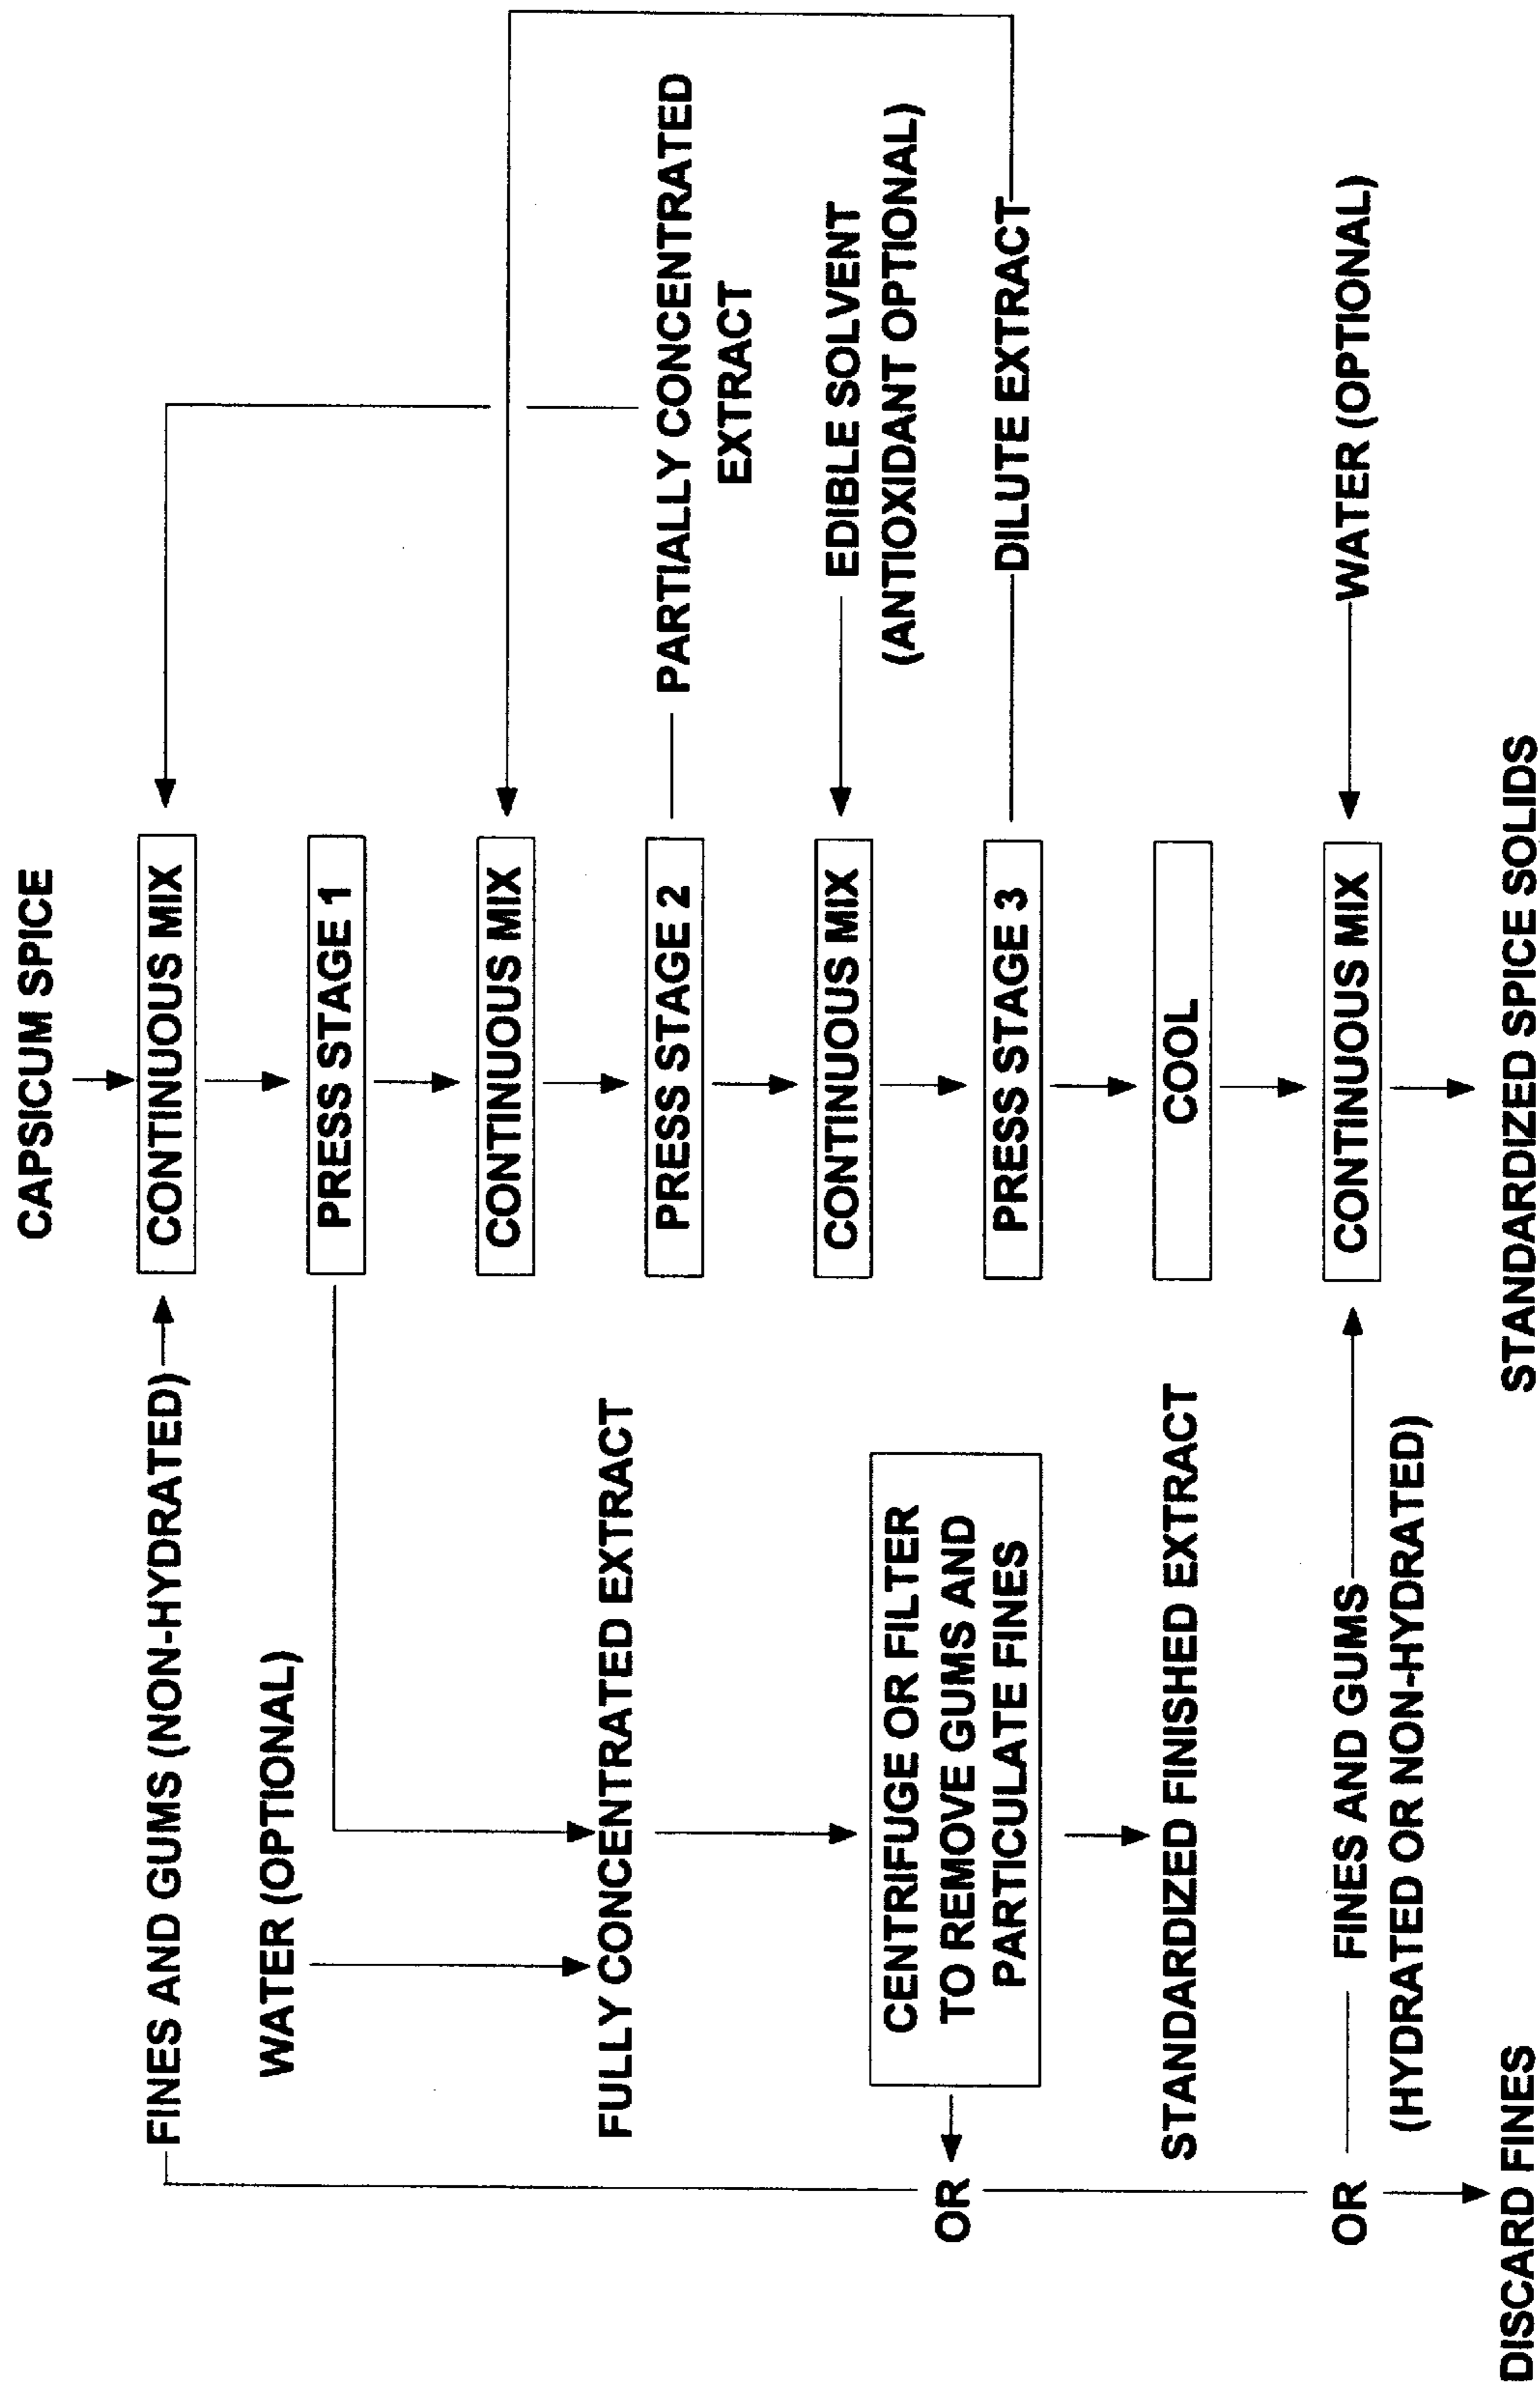 CAPSICUM SPICE
FINES AND GUMS (NON-HYDRATED)
CONTINUOUS MIX
WATER (OPTIONAL)
PRESS STAGE 1
CONTINUOUS MIX
FULLY CONCENTRATED EXTRACT
PRESS STAGE 2
PARTIALLY CONCENTRATED
EXTRACT
CENTRIFUGE OR FILTER
TO REMOVE GUMS AND
PARTICULATE FINES
CONTINUOUS MIX
EDIBLE SOLVENT
(ANTIOXIDANT OPTIONAL)
OR
PRESS STAGE 3
DILUTE EXTRACT
STANDARDIZED FINISHED EXTRACT
COOL
OR
FINES AND GUMS
(HYDRATED OR NON-HYDRATED)
CONTINUOUS MIX
WATER (OPTIONAL)
DISCARD FINES
STANDARDIZED SPICE SOLIDS